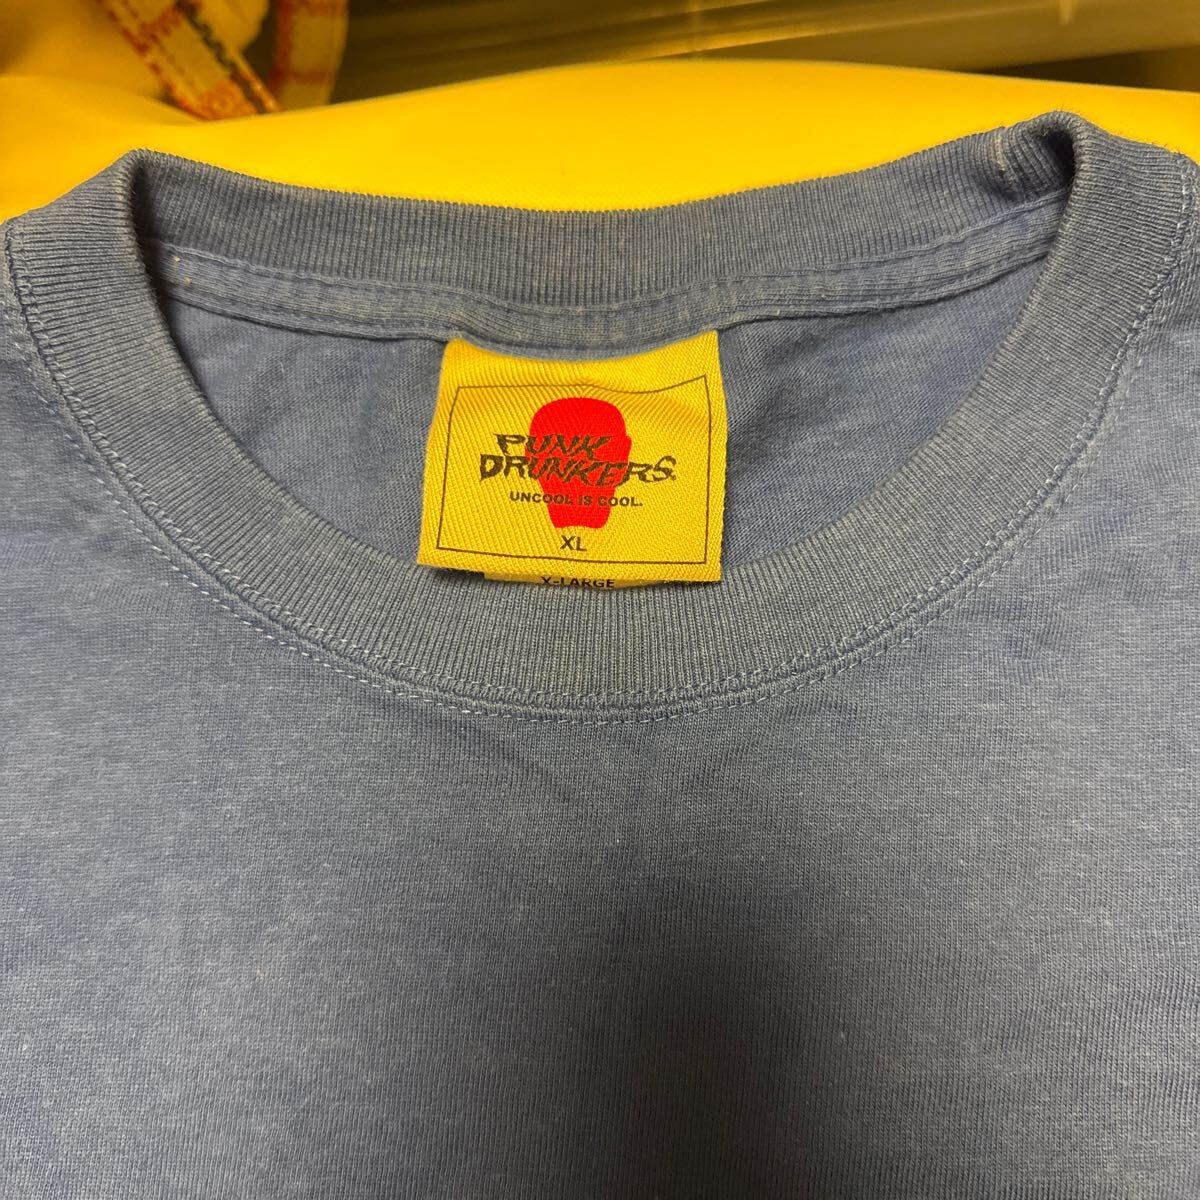 PUNK
DRUNKERS®
UNCOOL IS COOL.
XL
X-LARGE